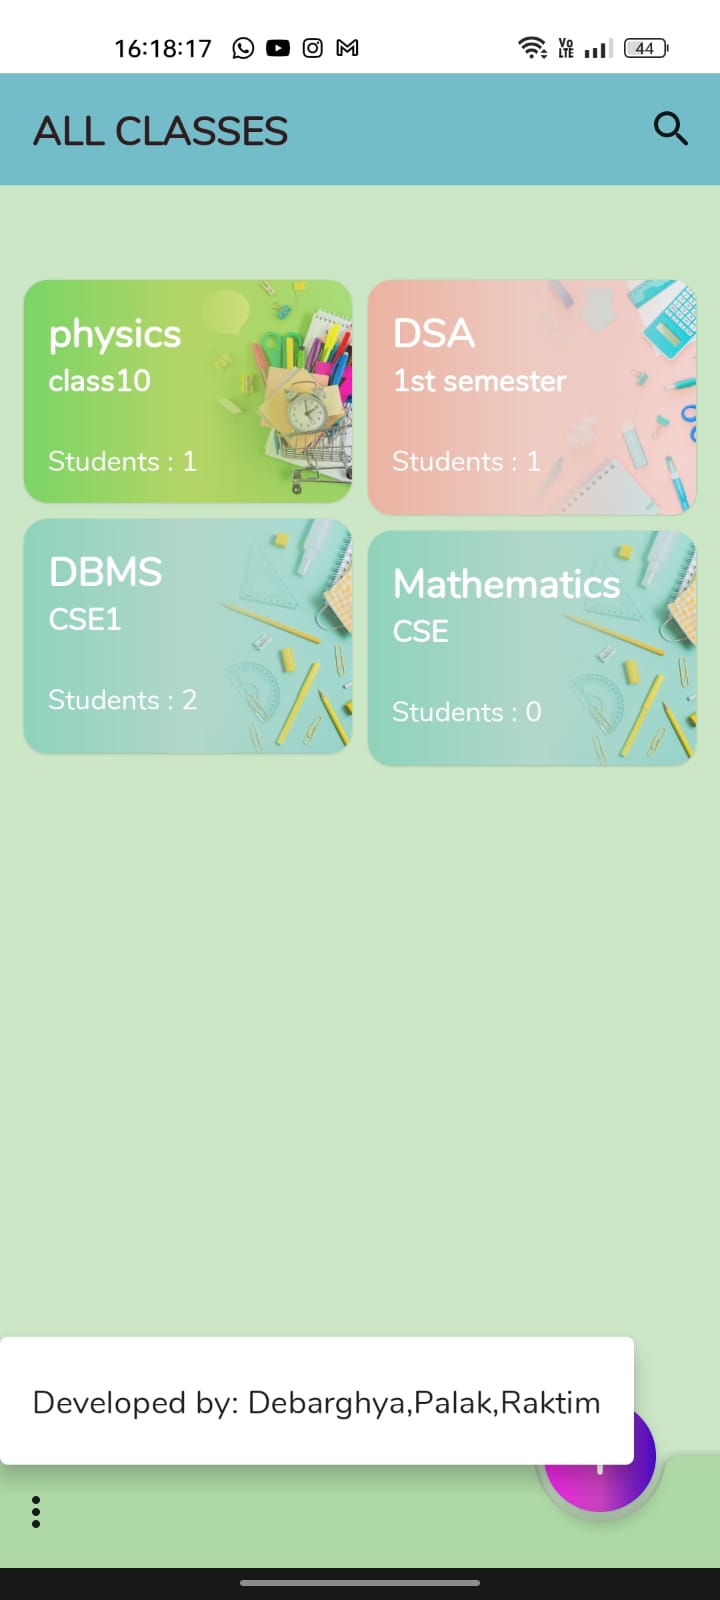 16:18:17
Vo LTE
44
ALL CLASSES
physics
class10
Students : 1
DSA
1st semester
Students : 1
DBMS
CSE1
Students : 2
Mathematics
CSE
Students : 0
Developed by: Debarghya,Palak,Raktim